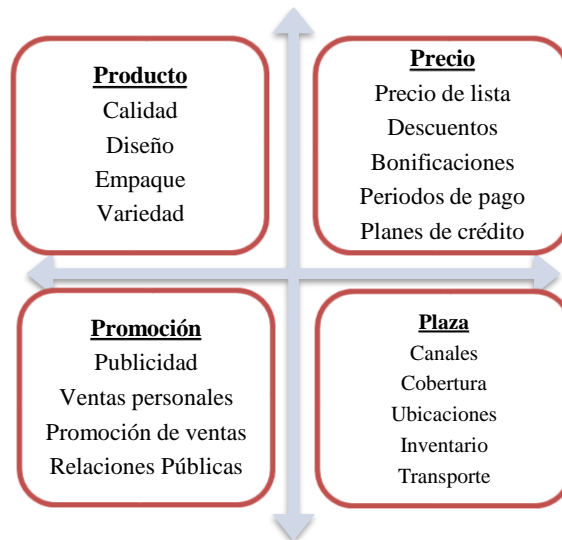 Producto
Calidad
Diseño
Empaque
Variedad
Precio
Precio de lista
Descuentos
Bonificaciones
Periodos de pago
Planes de crédito
Promoción
Publicidad
Ventas personales
Promoción de ventas
Relaciones Públicas
Plaza
Canales
Cobertura
Ubicaciones
Inventario
Transporte